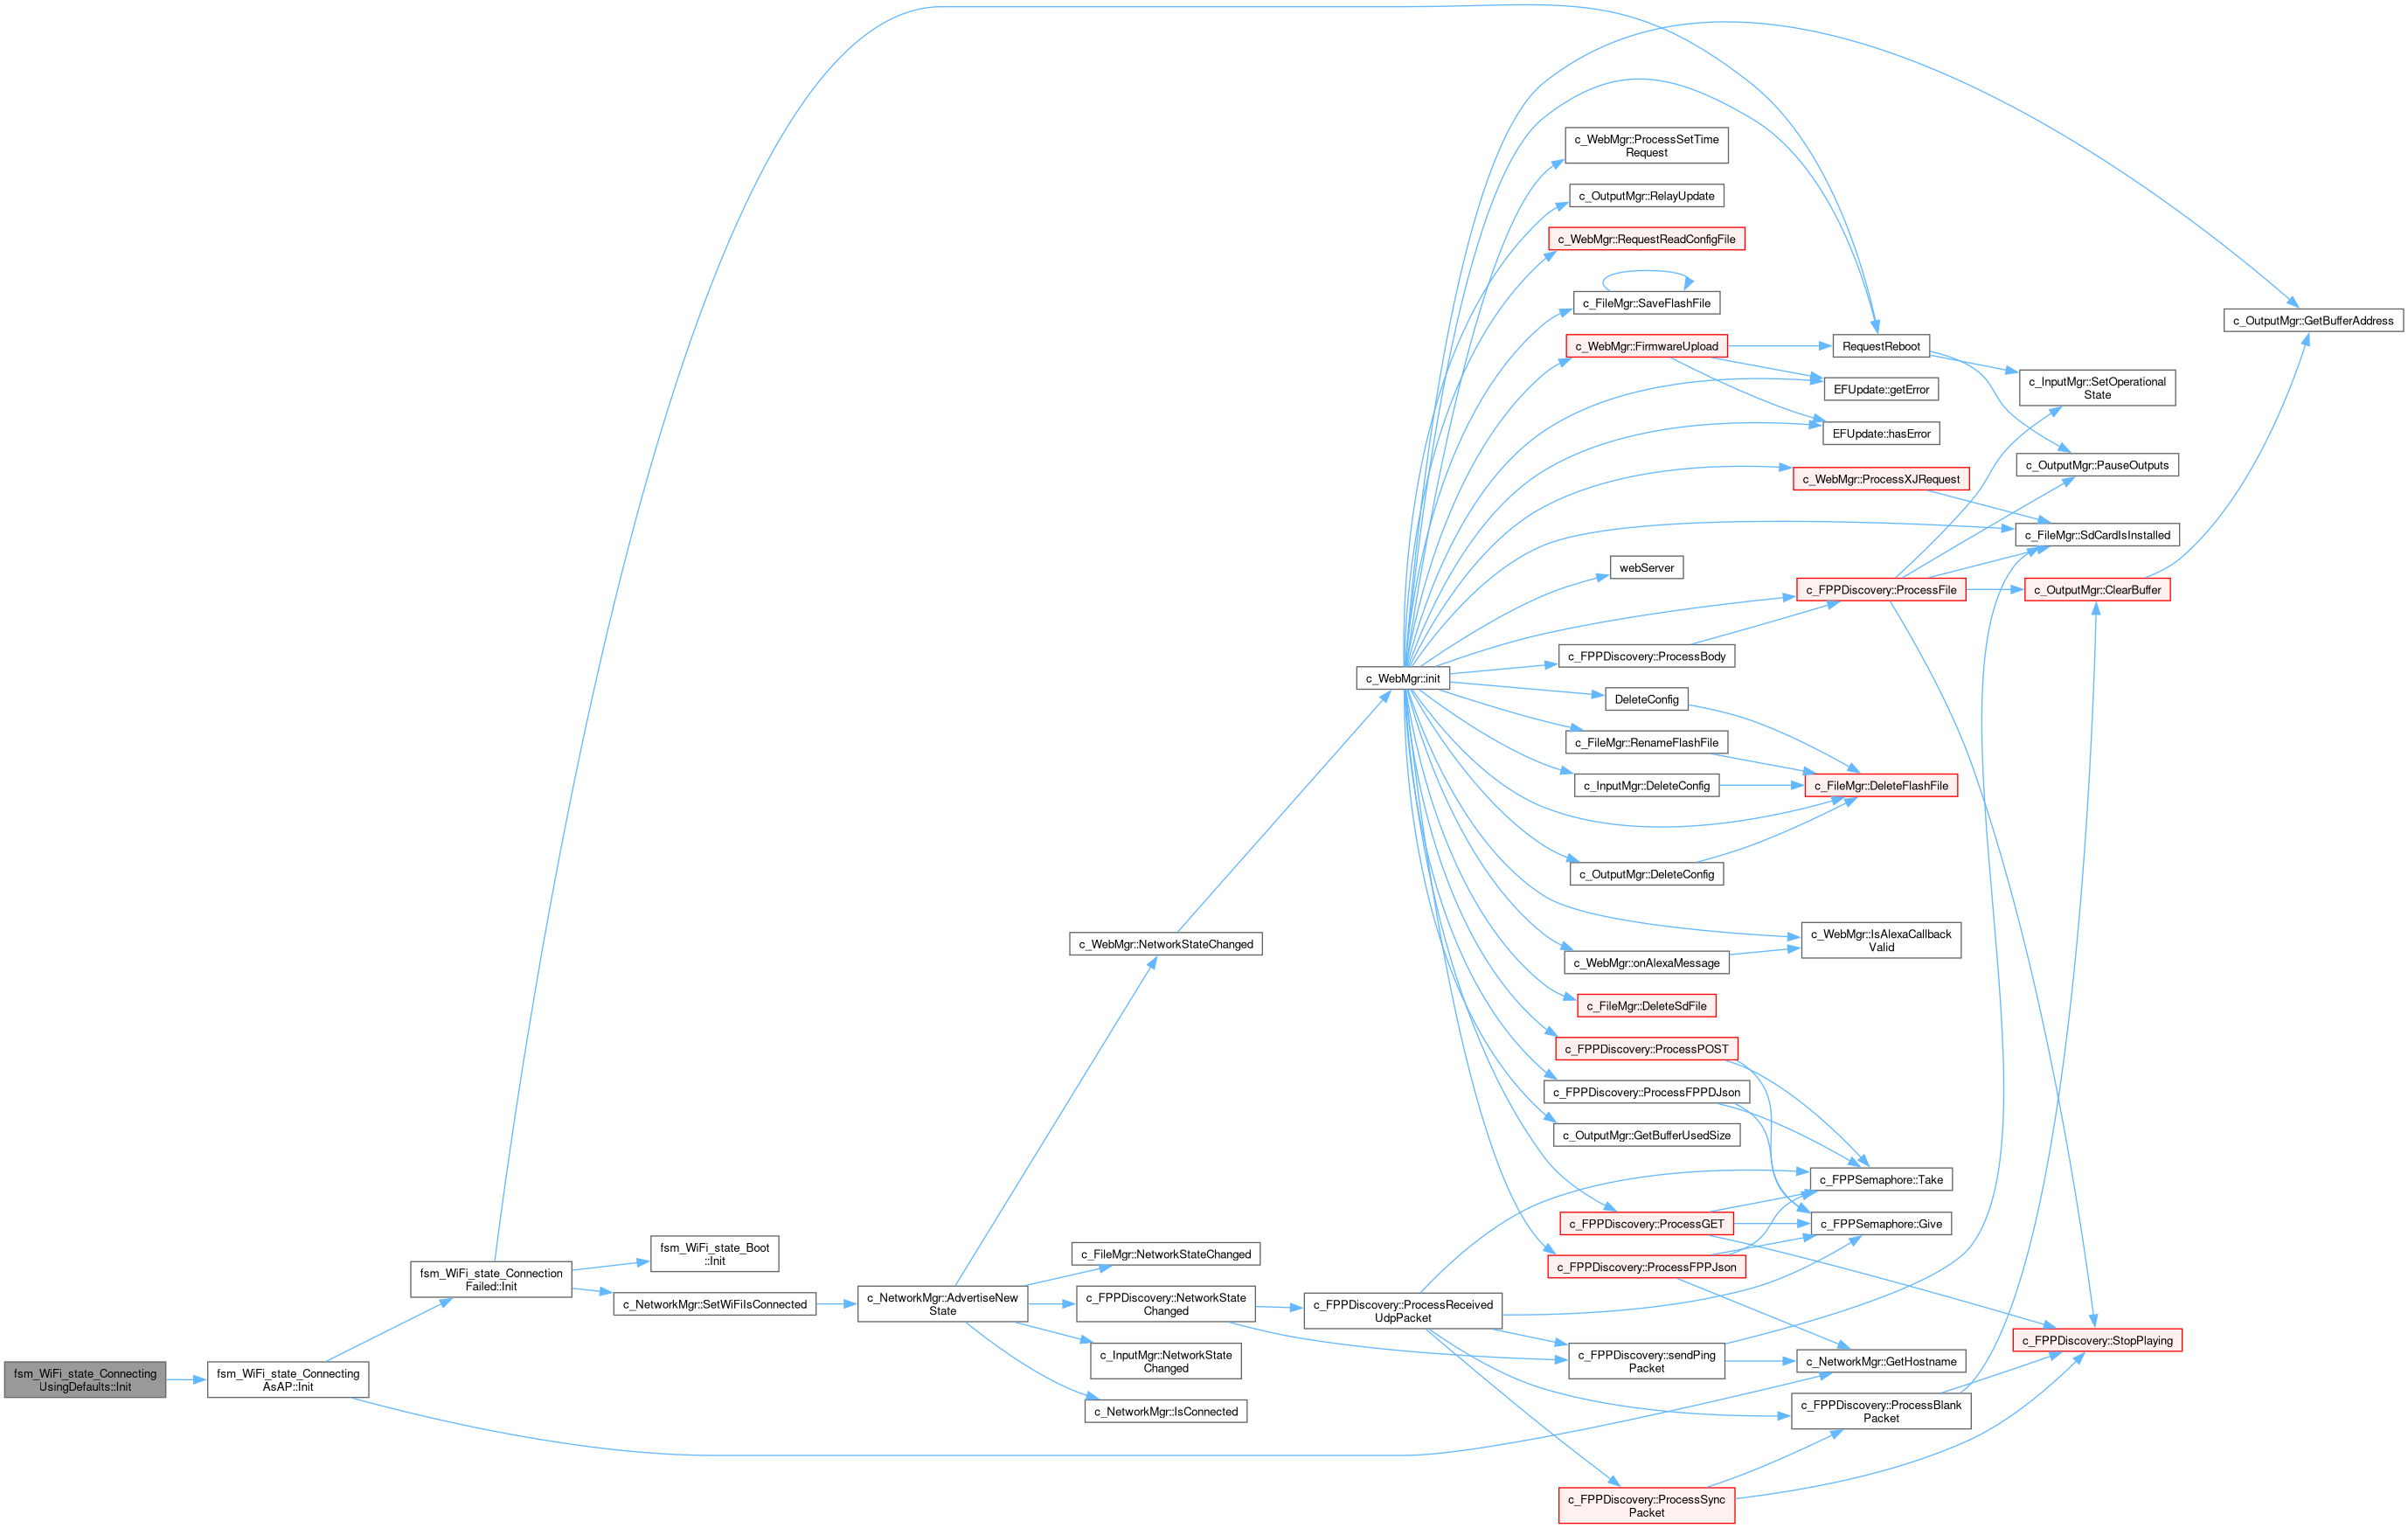 c_WebMgr::ProcessSetTime
Request
c_OutputMgr::RelayUpdate
c_WebMgr::RequestReadConfigFile
c_FileMgr::SaveFlashFile
c_OutputMgr::GetBufferAddress
c_WebMgr::FirmwareUpload
RequestReboot
c_InputMgr::SetOperational
State
EFUpdate::getError
EFUpdate::hasError
c_OutputMgr::PauseOutputs
c_WebMgr::ProcessXJRequest
c_FileMgr::SdCardIsInstalled
webServer
c_FPPDiscovery::ProcessFile
c_OutputMgr::ClearBuffer
c_FPPDiscovery::ProcessBody
c_WebMgr::init
DeleteConfig
c_FileMgr::RenameFlashFile
c_InputMgr::DeleteConfig
c_FileMgr::DeleteFlashFile
c_OutputMgr::DeleteConfig
c_WebMgr::IsAlexaCallback
Valid
c_WebMgr::NetworkStateChanged
c_WebMgr::onAlexaMessage
c_FileMgr::DeleteSdFile
c_FPPDiscovery::ProcessPOST
c_FPPDiscovery::ProcessFPPDJson
c_OutputMgr::GetBufferUsedSize
c_FPPSemaphore::Take
c_FPPDiscovery::ProcessGET
c_FPPSemaphore::Give
fsm_WiFi_state_Boot
::Init
c_FileMgr::NetworkStateChanged
c_FPPDiscovery::ProcessFPPJson
fsm_WiFi_state_Connection
Failed::Init
c_NetworkMgr::SetWiFiIsConnected
c_NetworkMgr::AdvertiseNew
State
c_FPPDiscovery::NetworkState
Changed
c_FPPDiscovery::ProcessReceived
UdpPacket
c_FPPDiscovery::StopPlaying
c_InputMgr::NetworkState
Changed
c_FPPDiscovery::sendPing
Packet
c_NetworkMgr::GetHostname
fsm_WiFi_state_Connecting
UsingDefaults::Init
fsm_WiFi_state_Connecting
AsAP::Init
c_NetworkMgr::IsConnected
c_FPPDiscovery::ProcessBlank
Packet
c_FPPDiscovery::ProcessSync
Packet